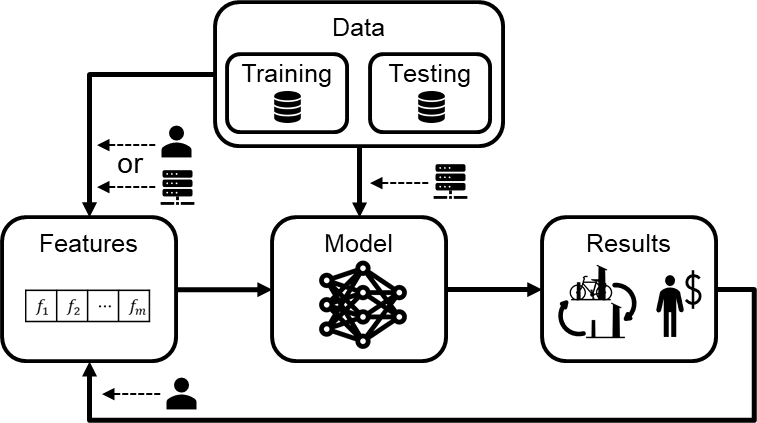 Data
Training
Testing
or
Features
Model
Results
f₁ f₂ ⋯ fₘ
$